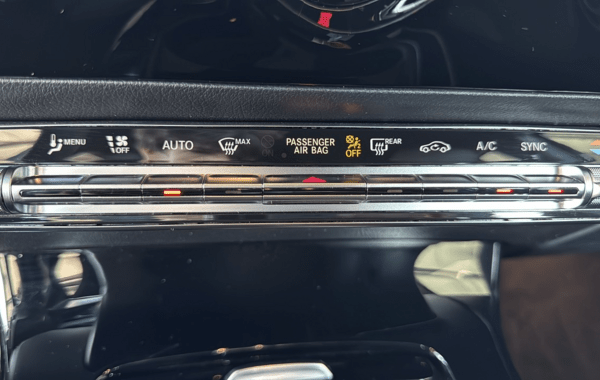 MENU
OFF
AUTO
MAX
PASSENGER
AIR BAG
OFF
REAR
A/C
SYNC